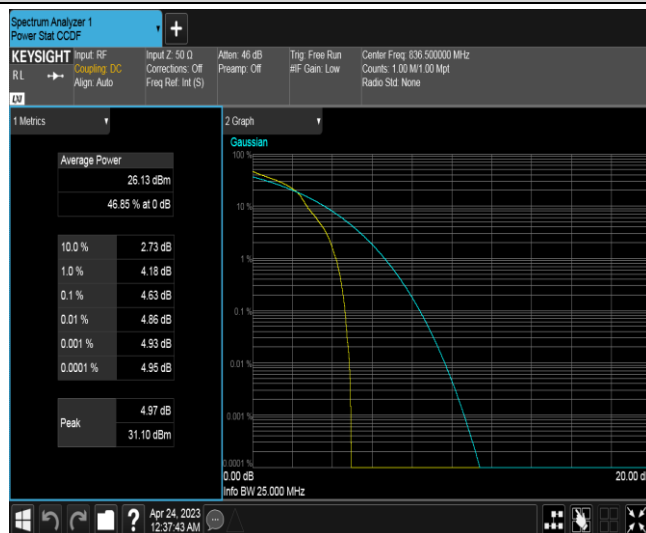 Spectrum Analyzer 1
Power Stat CCDF
KEYSIGHT
RL
LXI
Input: RF
Coupling: DC
Align: Auto
Input Z: 50 Ω
Corrections: Off
Freq Ref: Int (S)
Atten: 46 dB
Preamp: Off
Trig: Free Run
#IF Gain: Low
Center Freq: 836.500000 MHz
Counts: 1.00 M/1.00 Mpt
Radio Std: None
1 Metrics
Average Power
26.13 dBm
46.85 % at 0 dB
10.0 % 2.73 dB
1.0 % 4.18 dB
0.1 % 4.63 dB
0.01 % 4.86 dB
0.001 % 4.93 dB
0.0001 % 4.95 dB
Peak 4.97 dB
31.10 dBm
2 Graph
Gaussian
100 %
10 %
1 %
0.1 %
0.01 %
0.001 %
0.0001 %
0.00 dB
20.00 d
Info BW 25.000 MHz
?
Apr 24, 2023
12:37:43 AM